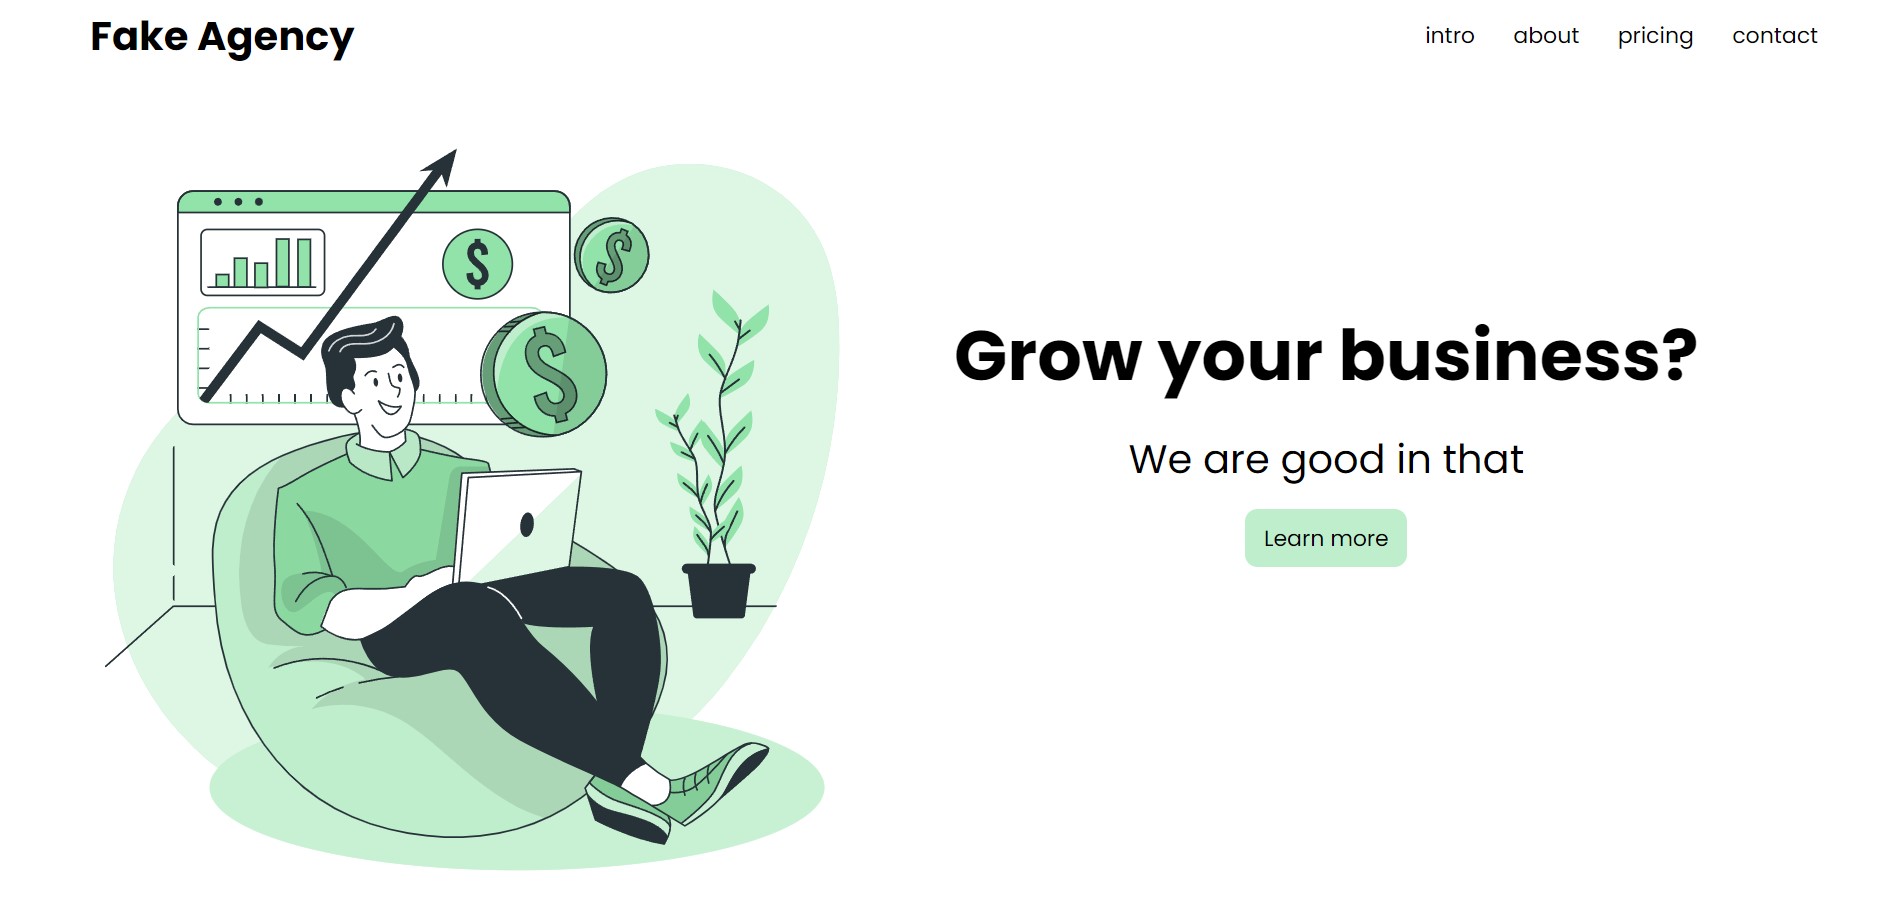 Fake Agency
intro about pricing contact
$ $
$
Grow your business?
We are good in that
Learn more